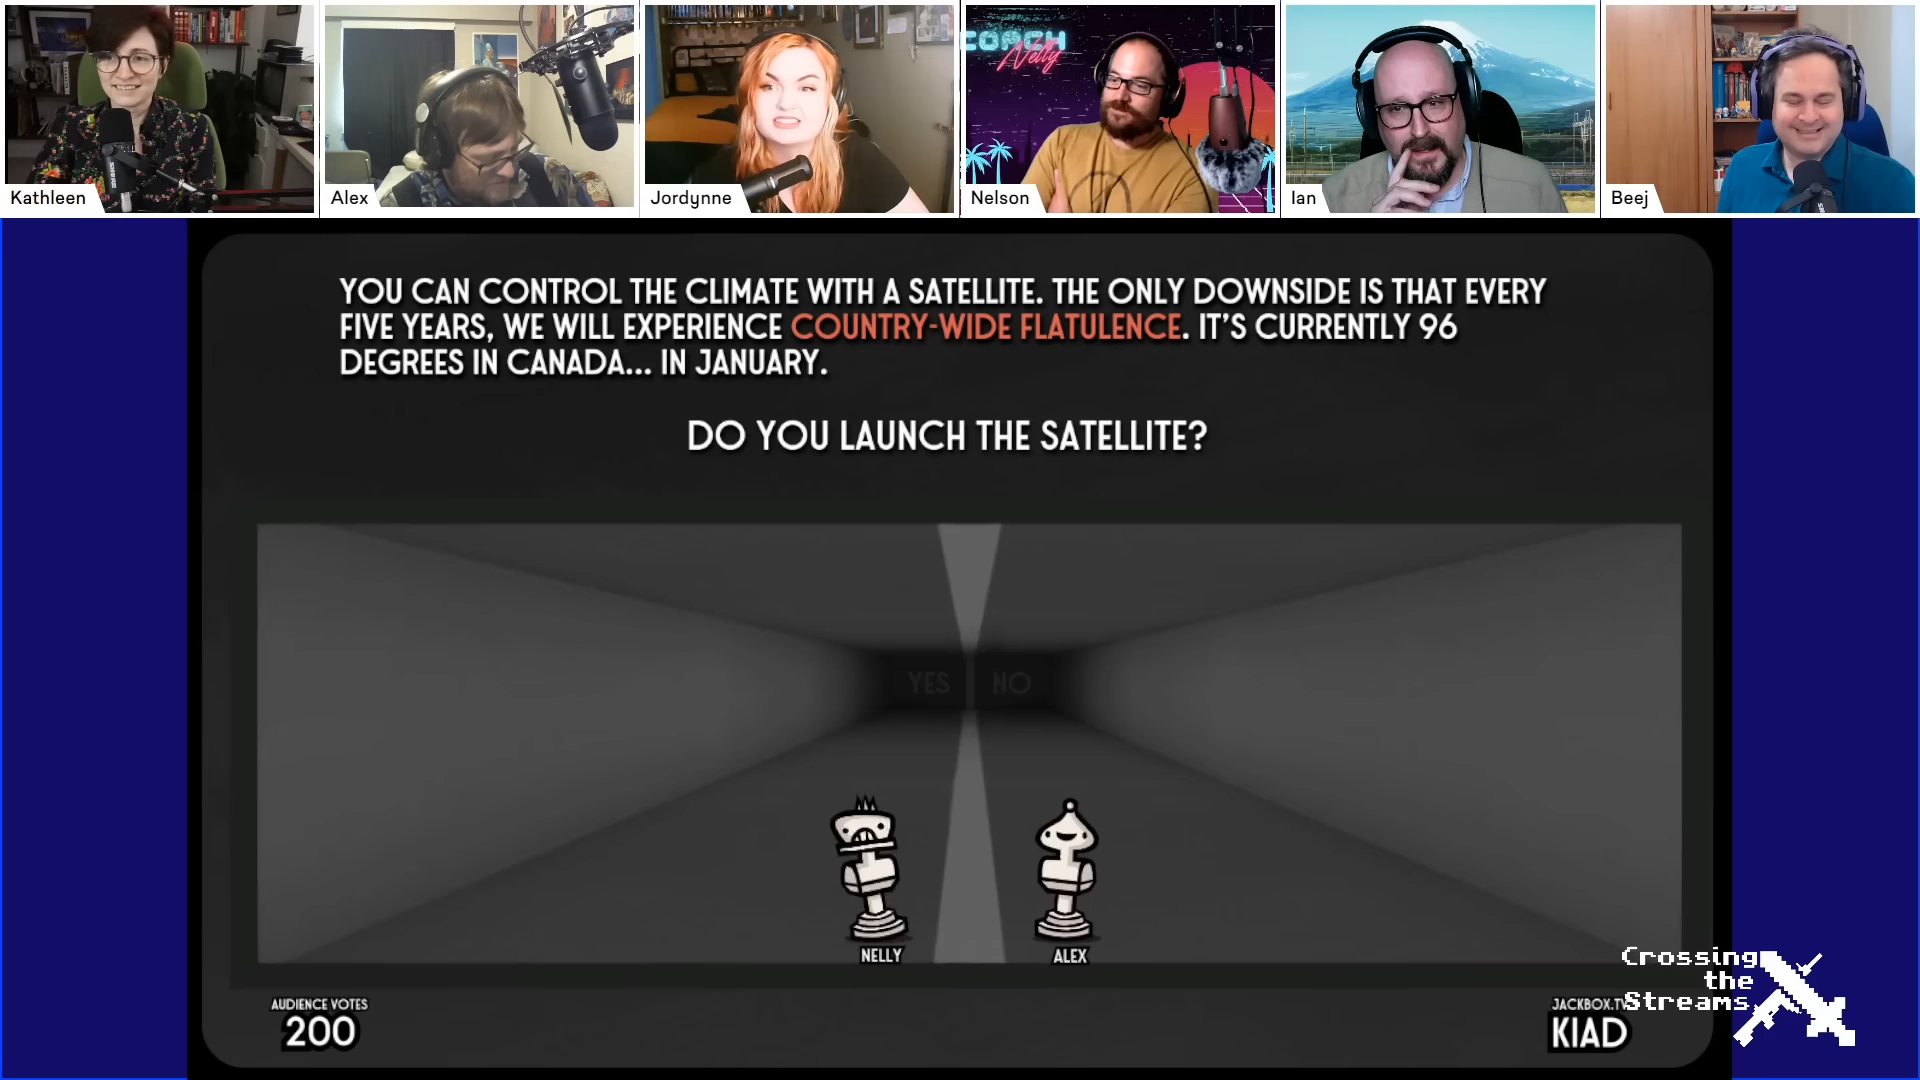 CORCH
Nelly
Kathleen
Alex
Jordynne
Nelson
Ian
Beej
YOU CAN CONTROL THE CLIMATE WITH A SATELLITE. THE ONLY DOWNSIDE IS THAT EVERY
FIVE YEARS, WE WILL EXPERIENCE COUNTRY-WIDE FLATULENCE. IT'S CURRENTLY 96
DEGREES IN CANADA... IN JANUARY.
DO YOU LAUNCH THE SATELLITE?
YES NO
NELLY
ALEX
AUDIENCE VOTES
200
JACKBOX.TV
KIAD
Crossing
the
Streams